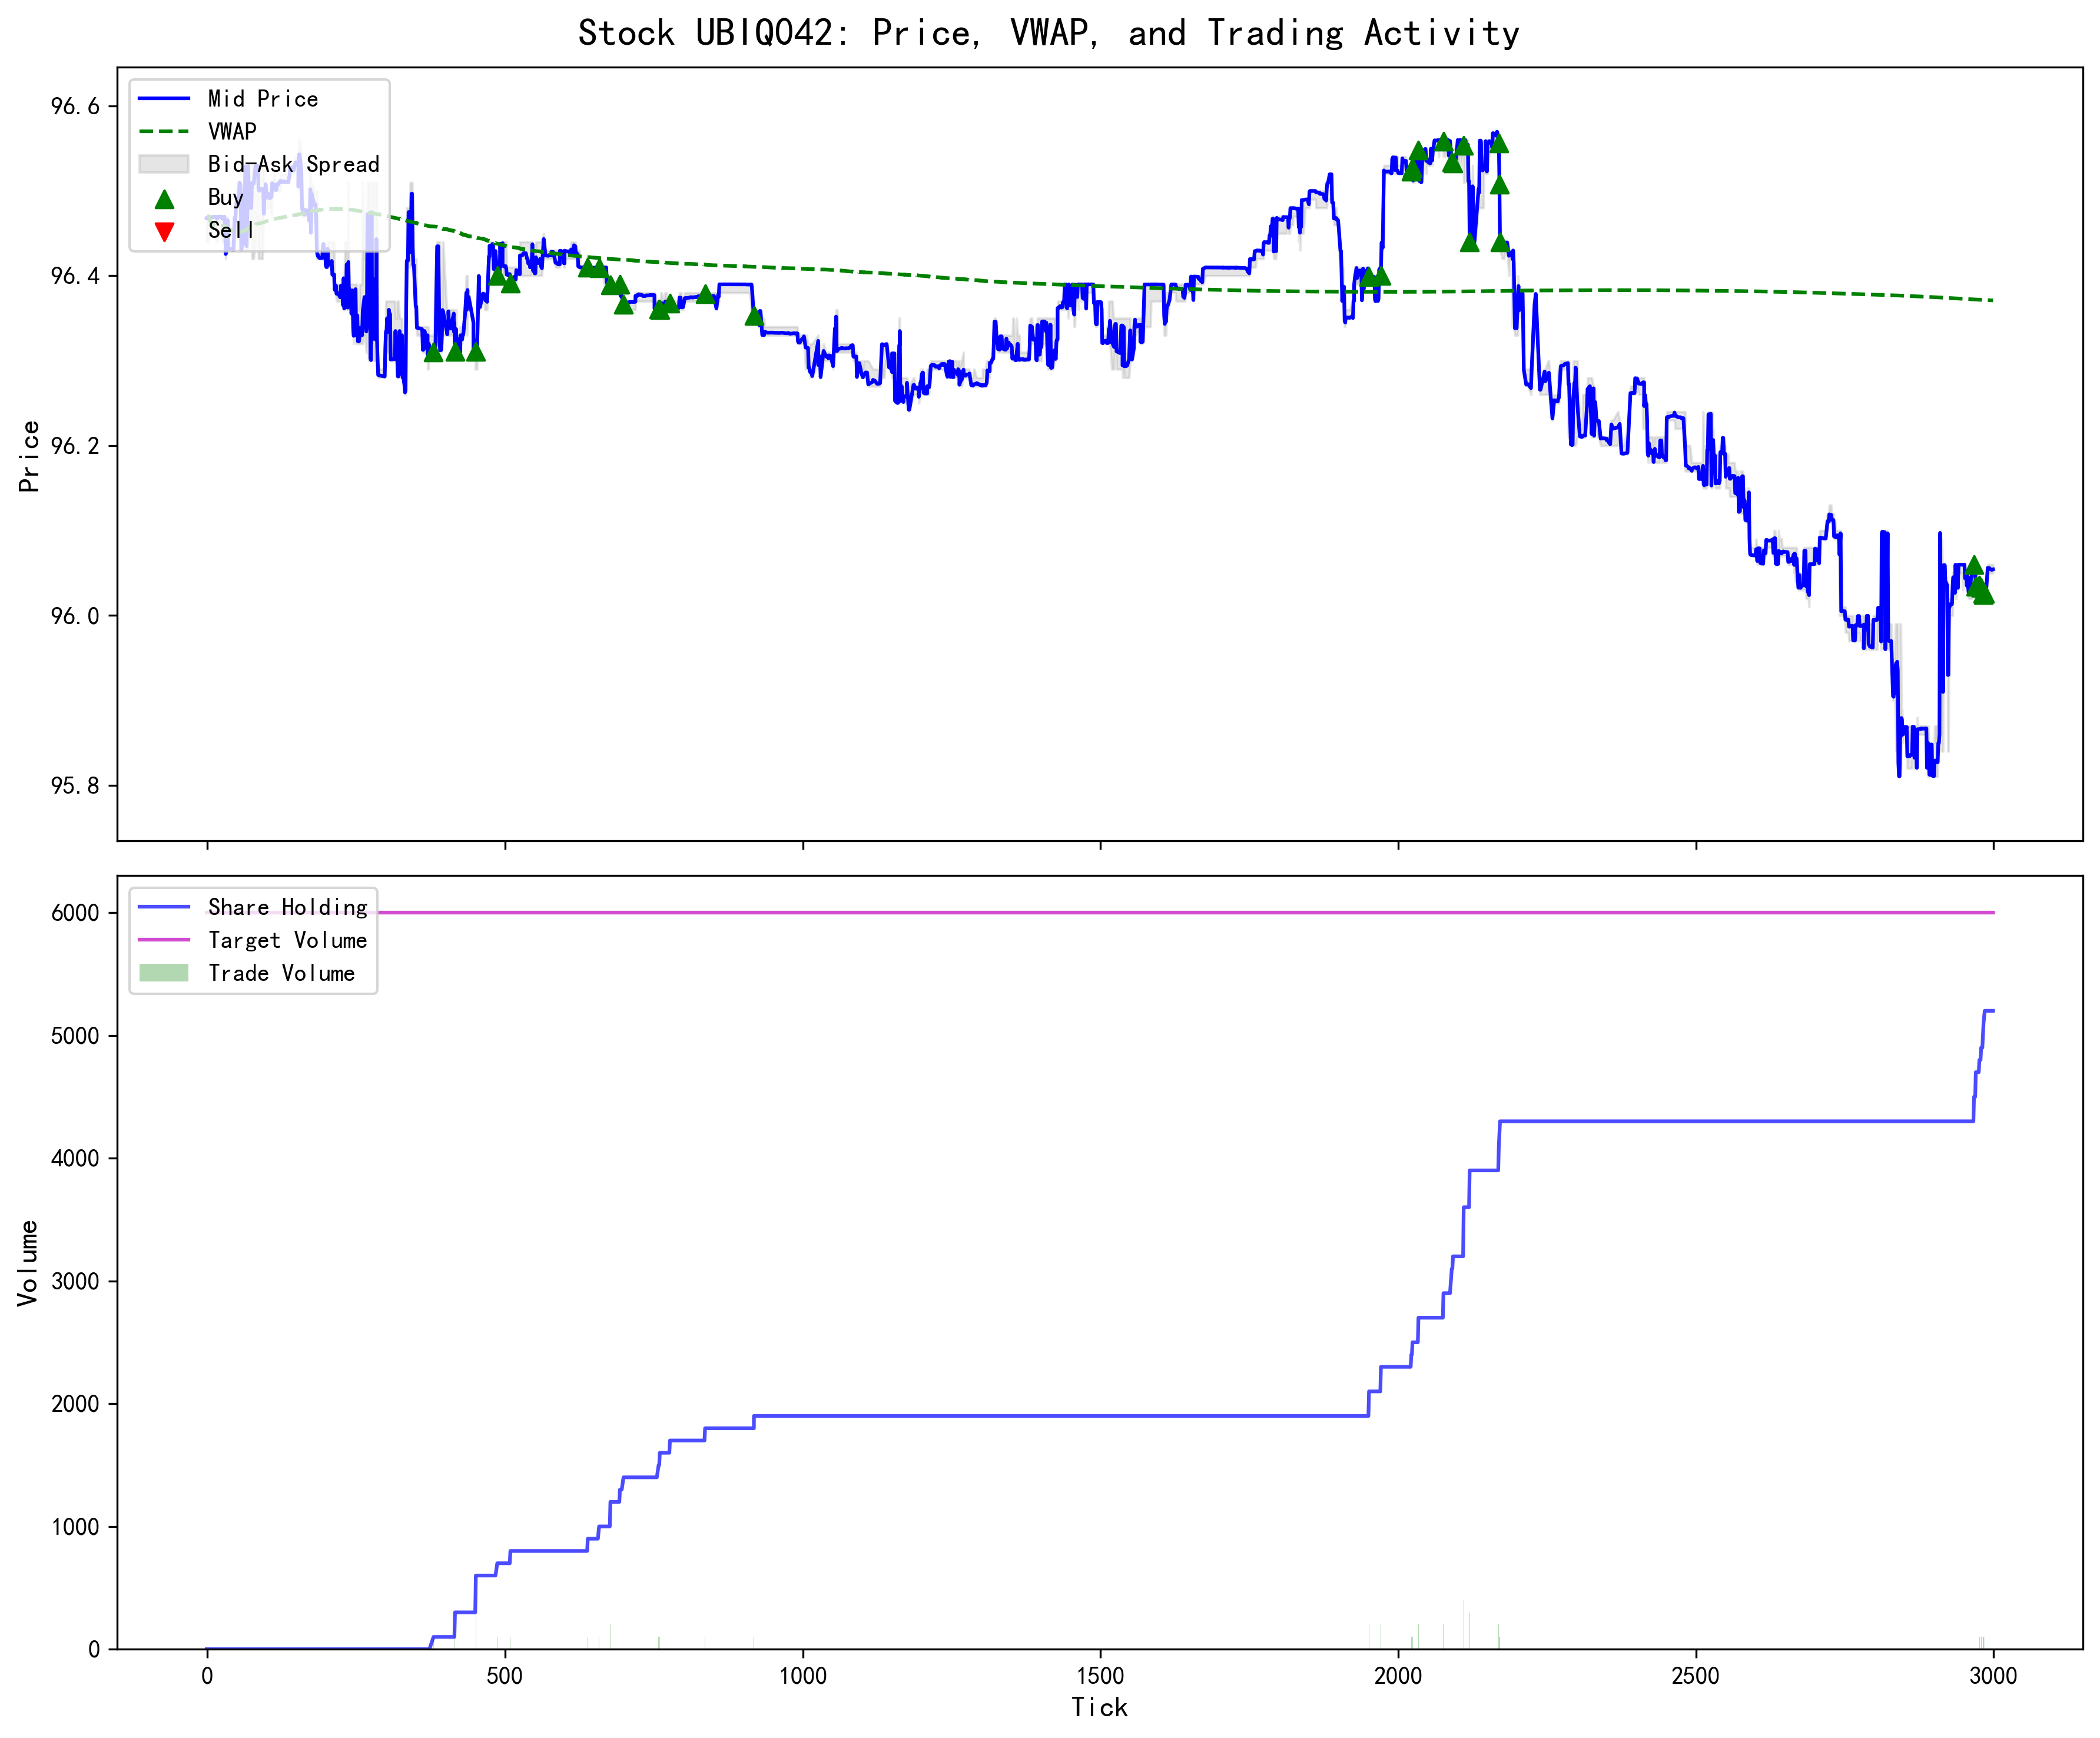 Stock UBIQ042: Price, VWAP, and Trading Activity
Mid Price
VWAP
Bid-Ask Spread
Buy
Sell
96.6
96.4
96.2
96.0
95.8
Price
Share Holding
Target Volume
Trade Volume
6000
5000
4000
3000
2000
1000
0
Volume
0 500 1000 1500 2000 2500 3000
Tick